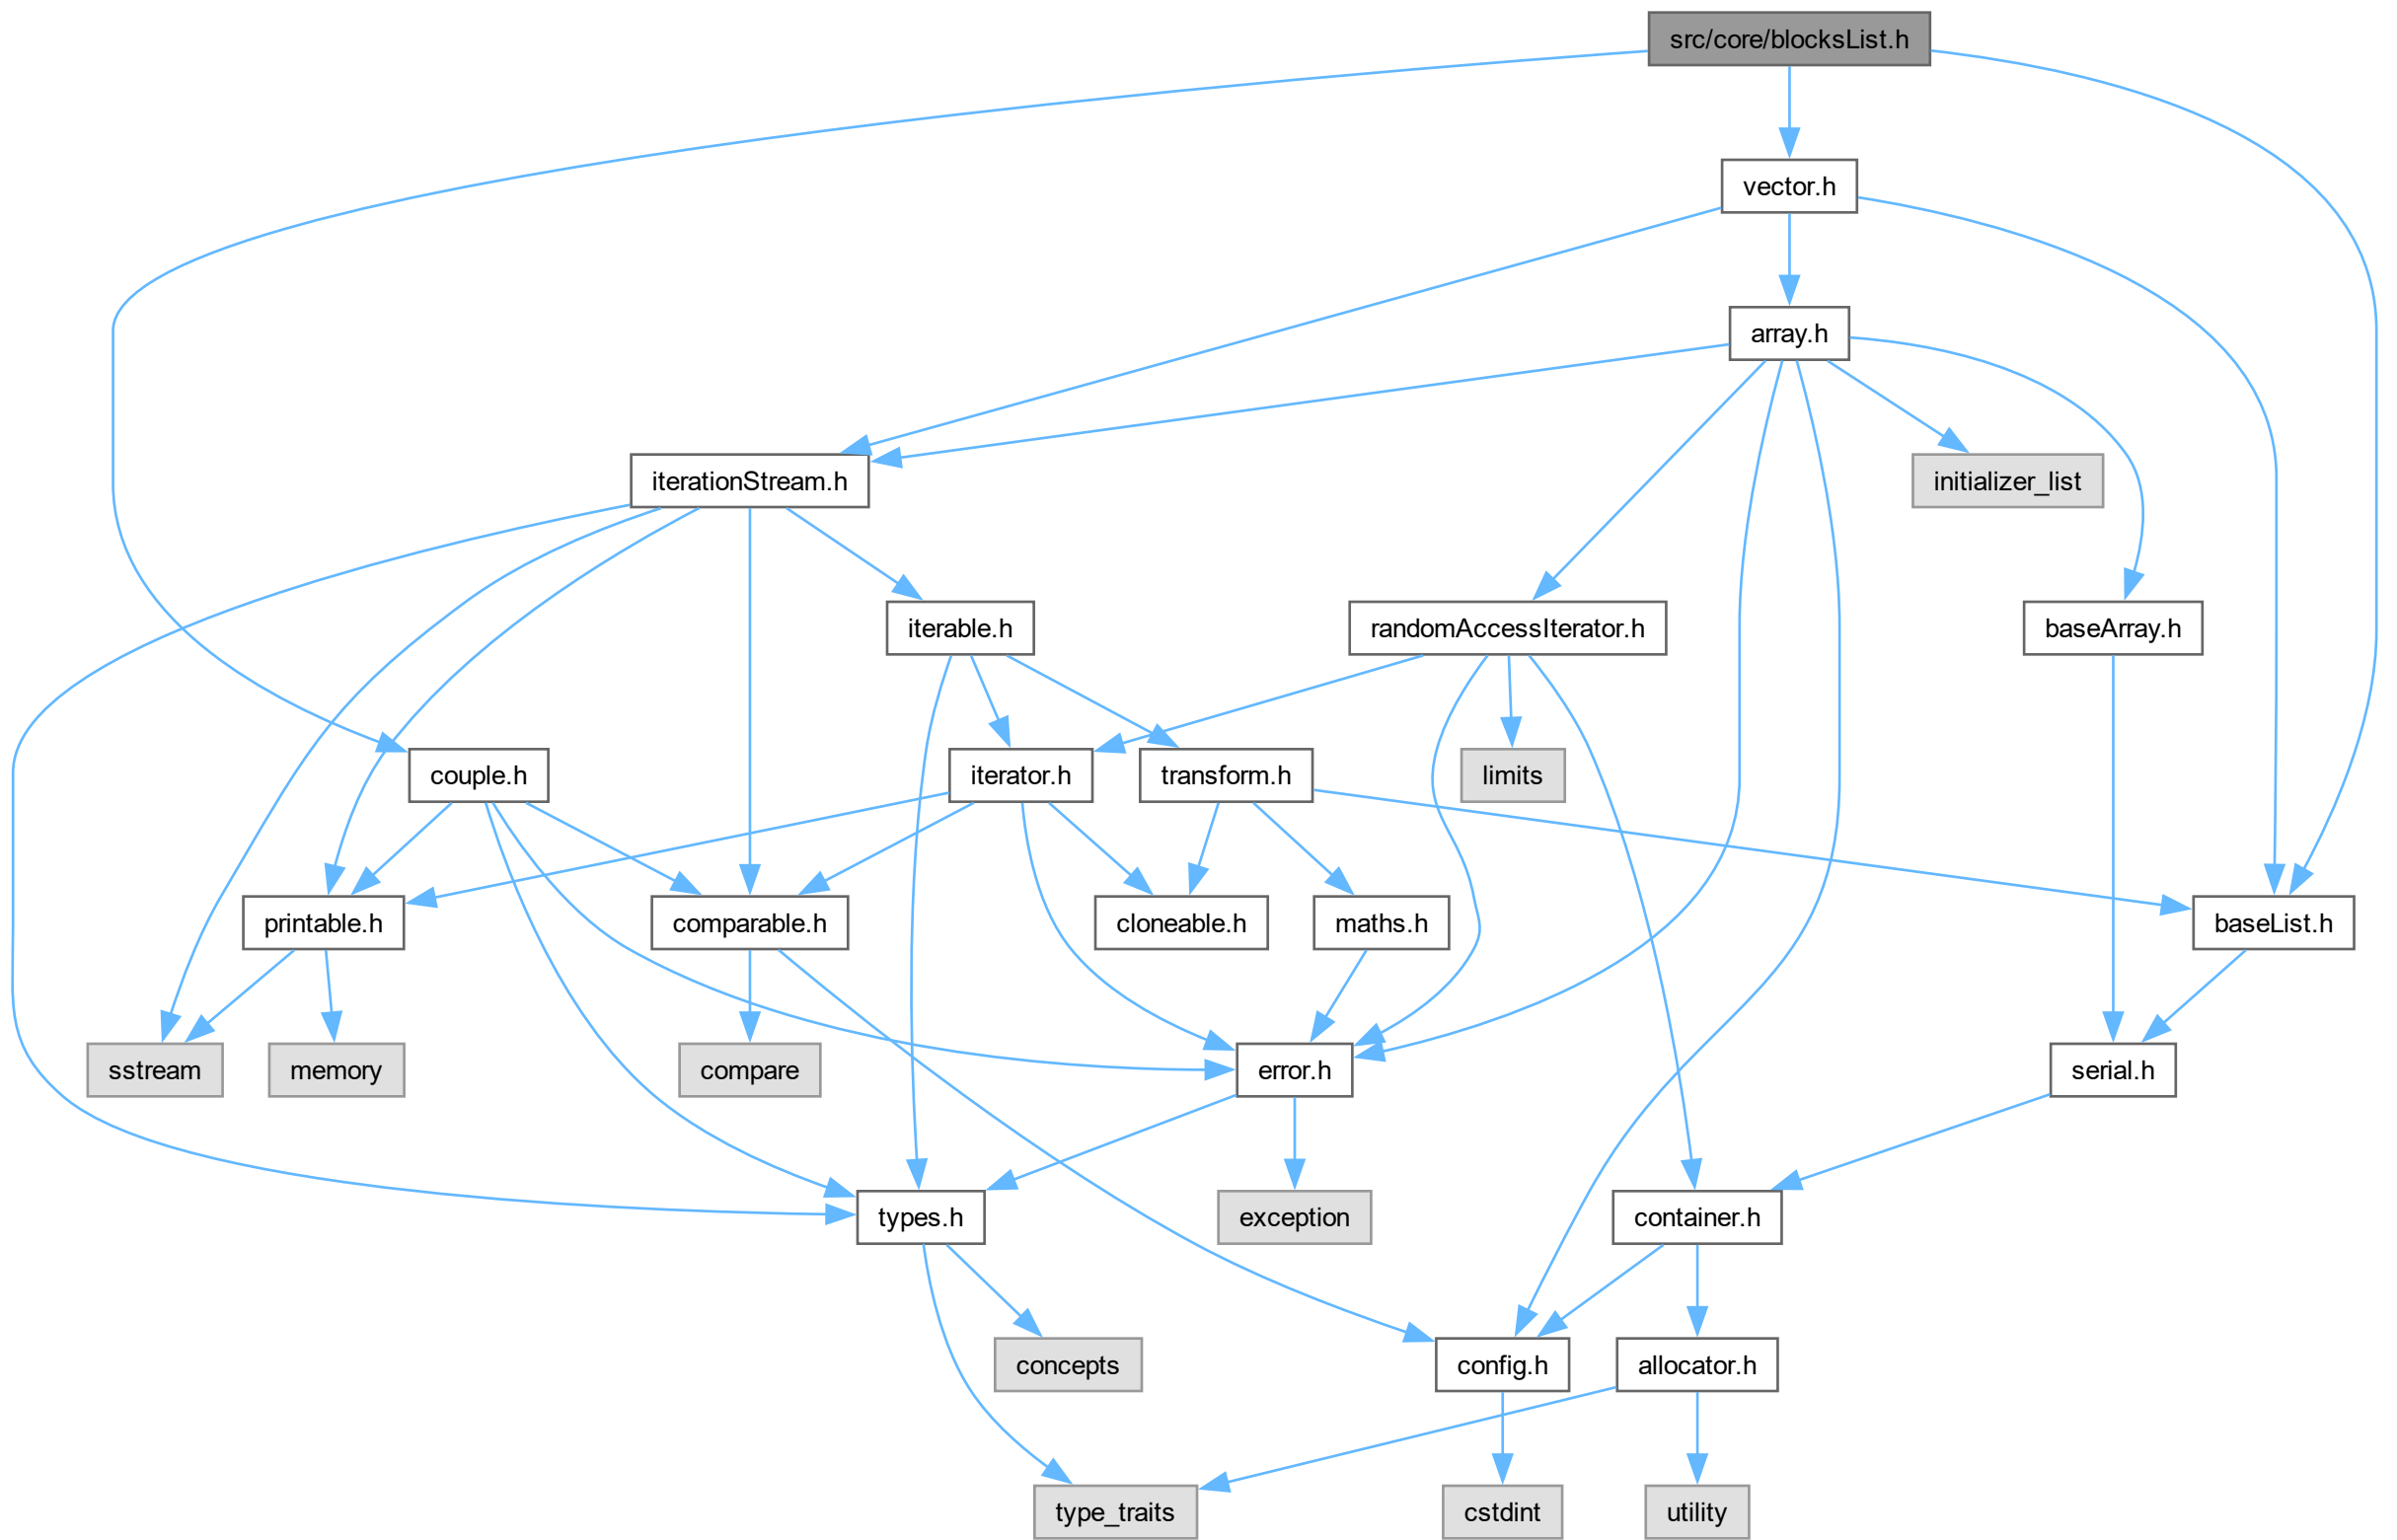 src/core/blocksList.h
vector.h
array.h
iterationStream.h
initializer_list
iterable.h
randomAccessIterator.h
baseArray.h
couple.h
iterator.h
transform.h
limits
printable.h
comparable.h
cloneable.h
maths.h
baseList.h
sstream
memory
compare
error.h
serial.h
types.h
exception
container.h
concepts
config.h
allocator.h
type_traits
cstdint
utility